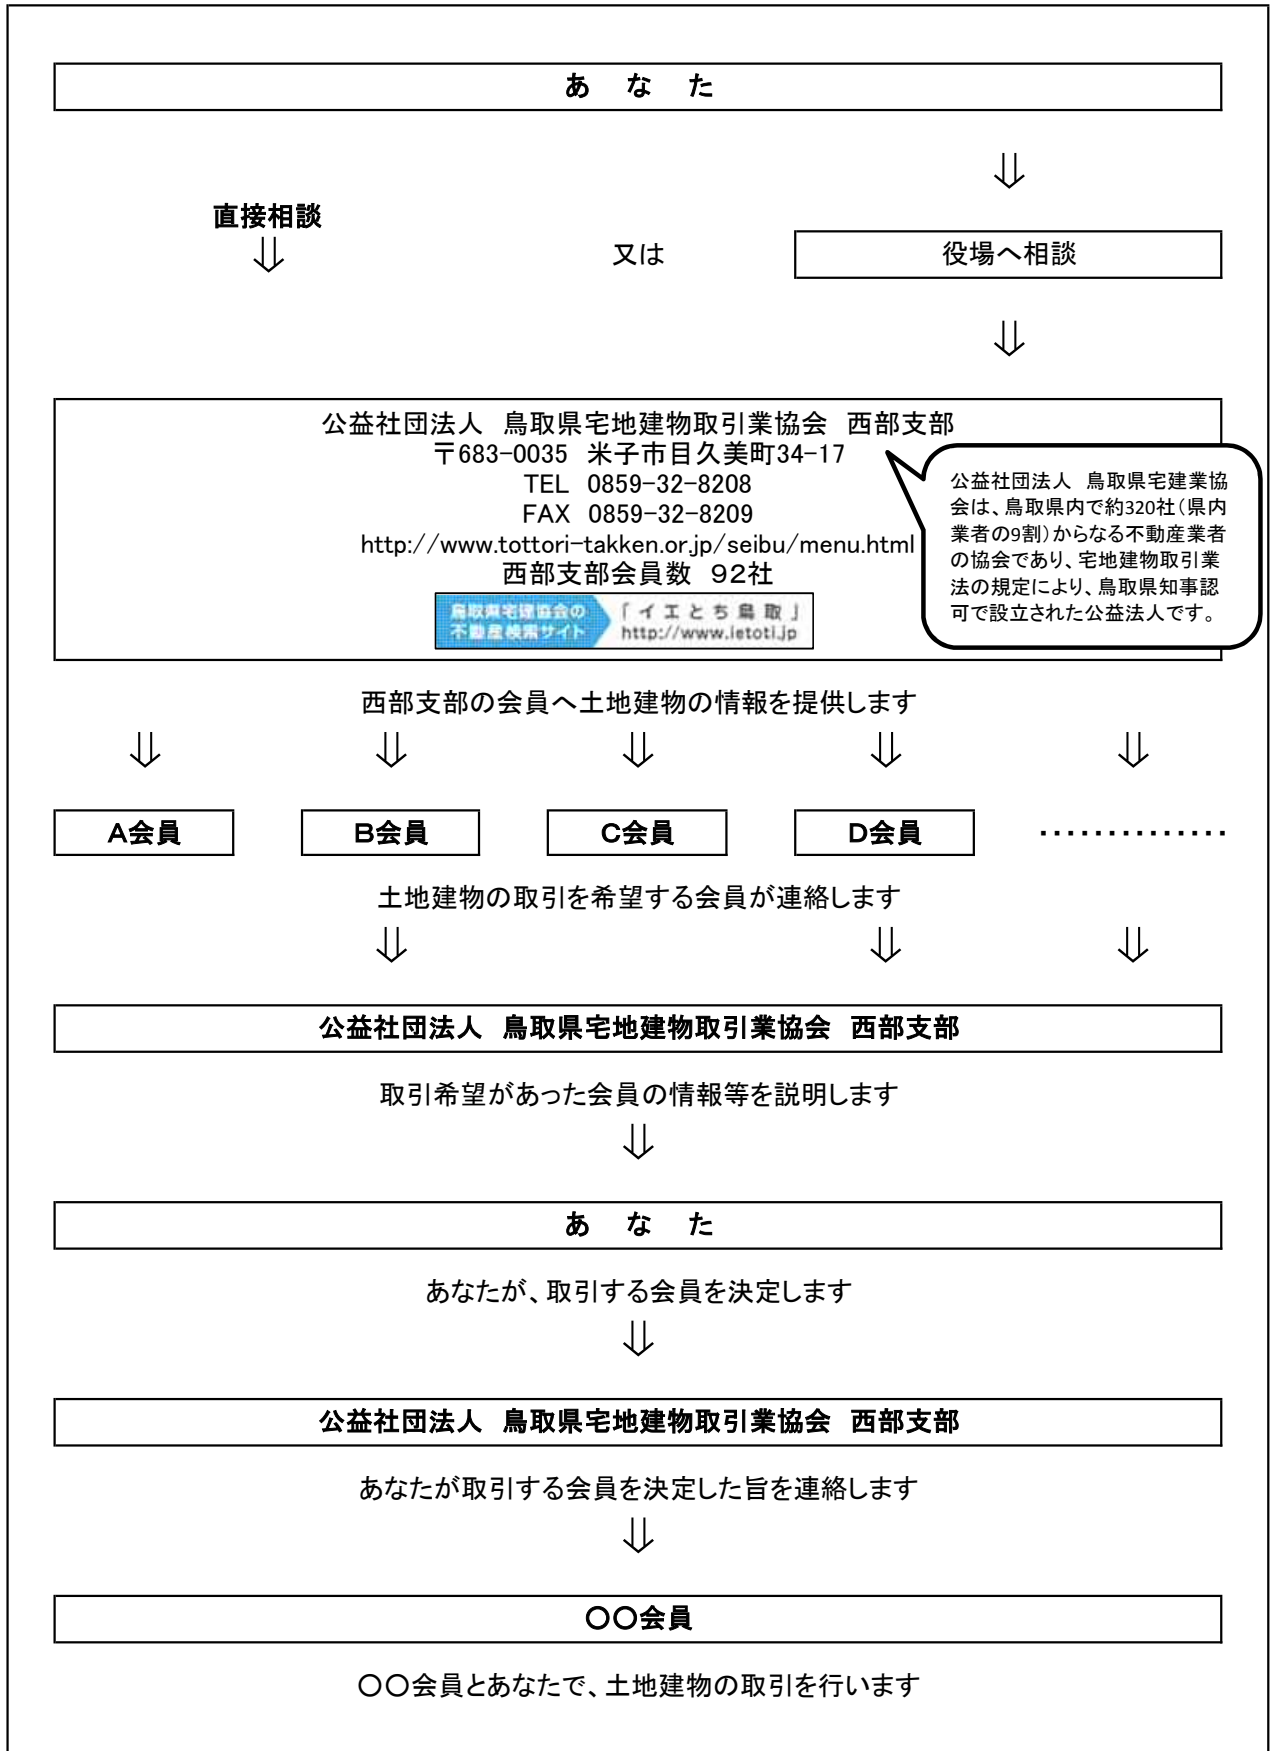 あ な た
⇓
直接相談
⇓
又は
役場へ相談
⇓
公益社団法人 鳥取県宅地建物取引業協会 西部支部
〒683-0035 米子市目久美町34-17
TEL 0859-32-8208
FAX 0859-32-8209
http://www.tottori-takken.or.jp/seibu/menu.html
西部支部会員数 92社
鳥取県宅建協会の
不動産検索サイト
「イエとち鳥取」
http://www.ietoti.jp
公益社団法人 鳥取県宅建業協
会は、鳥取県内で約320社(県内
業者の9割)からなる不動産業者
の協会であり、宅地建物取引業
法の規定により、鳥取県知事認
可で設立された公益法人です。
西部支部の会員へ土地建物の情報を提供します
⇓ ⇓ ⇓ ⇓ ⇓
A会員 B会員 C会員 D会員 ‥‥‥‥‥‥‥
土地建物の取引を希望する会員が連絡します
⇓ ⇓ ⇓
公益社団法人 鳥取県宅地建物取引業協会 西部支部
取引希望があった会員の情報等を説明します
⇓
あ な た
あなたが、取引する会員を決定します
⇓
公益社団法人 鳥取県宅地建物取引業協会 西部支部
あなたが取引する会員を決定した旨を連絡します
⇓
〇〇会員
〇〇会員とあなたで、土地建物の取引を行います